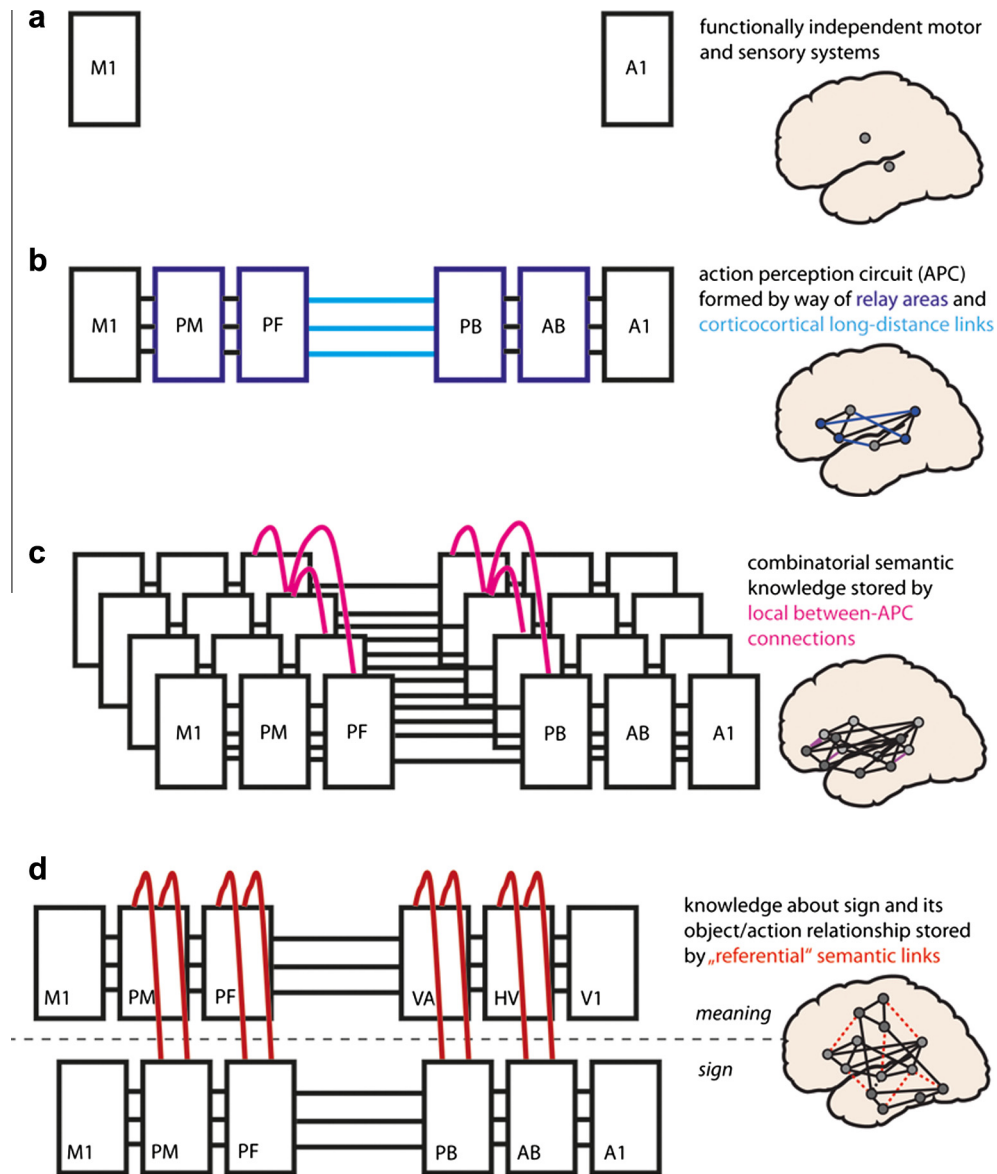 a
M1
A1
functionally independent motor
and sensory systems
b
M1 PM PF PB AB A1
action perception circuit (APC)
formed by way of relay areas and
corticocortical long-distance links
c
M1 PM PF PB AB A1
combinatorial semantic
knowledge stored by
local between-APC
connections
d
M1 PM PF VA HV V1
knowledge about sign and its
object/action relationship stored
by „referential“ semantic links
meaning
sign
M1 PM PF PB AB A1